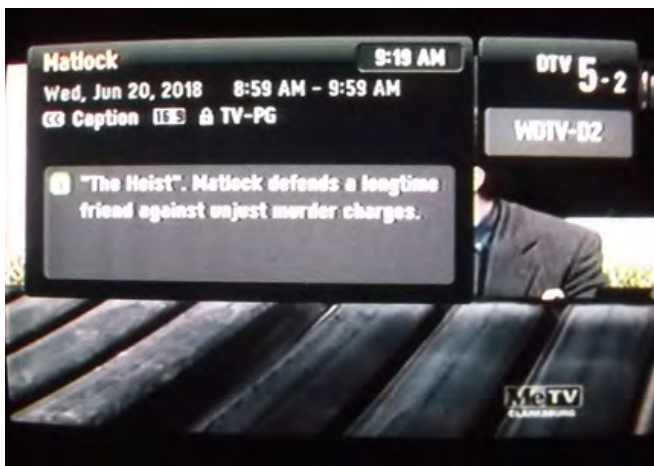 Matlock
9:19 AM
DTV 5-2
Wed, Jun 20, 2018 8:59 AM - 9:59 AM
CC Caption 16:9 TV-PG
WDTV-D2
i "The Heist". Matlock defends a longtime
friend against unjust murder charges.
MeTV
CLARKSBURG